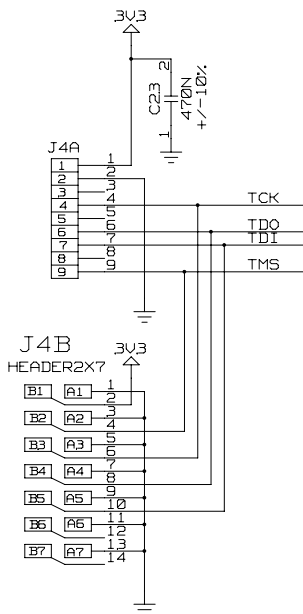 3V3
2
C23
470N
+/-10%
1
J4A
1 1
2 2
3 3
4 4 TCK
5 5
6 6 TDO
7 7 TDI
8 8
9 9 TMS
J4B
HEADER2X7
3V3
B1 A1 1
2
B2 A2 3
4
B3 A3 5
6
B4 A4 7
8
B5 A5 9
10
B6 A6 11
12
B7 A7 13
14